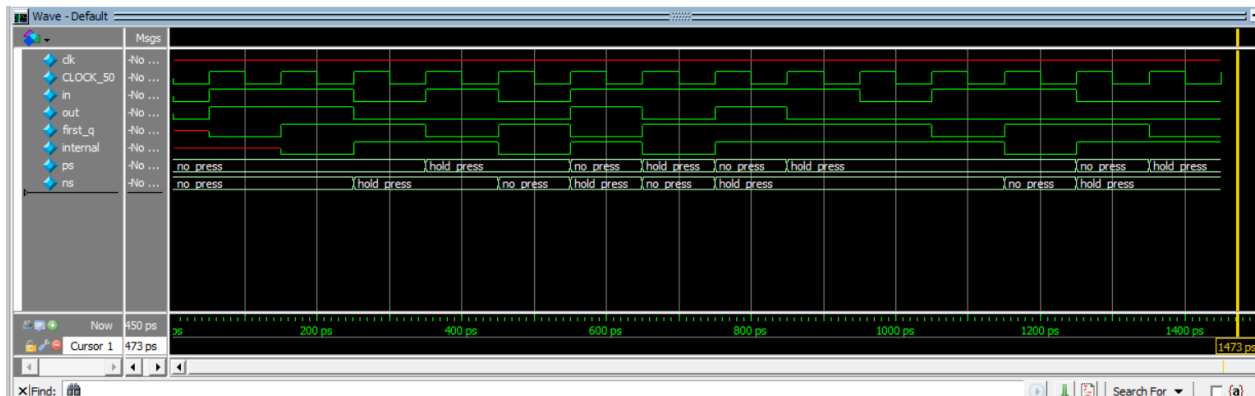 Wave - Default
Msgs
clk -No ...
CLOCK_50 -No ...
in -No ...
out -No ...
first_q -No ...
internal -No ...
ps -No ... no press hold press no press hold press no press hold press no press hold press
ns -No ... no press hold press no press hold press no press hold press no press hold press
Now 450 ps ps 200 ps 400 ps 600 ps 800 ps 1000 ps 1200 ps 1400 ps
Cursor 1 473 ps 1473 ps
Find: Search For {a}